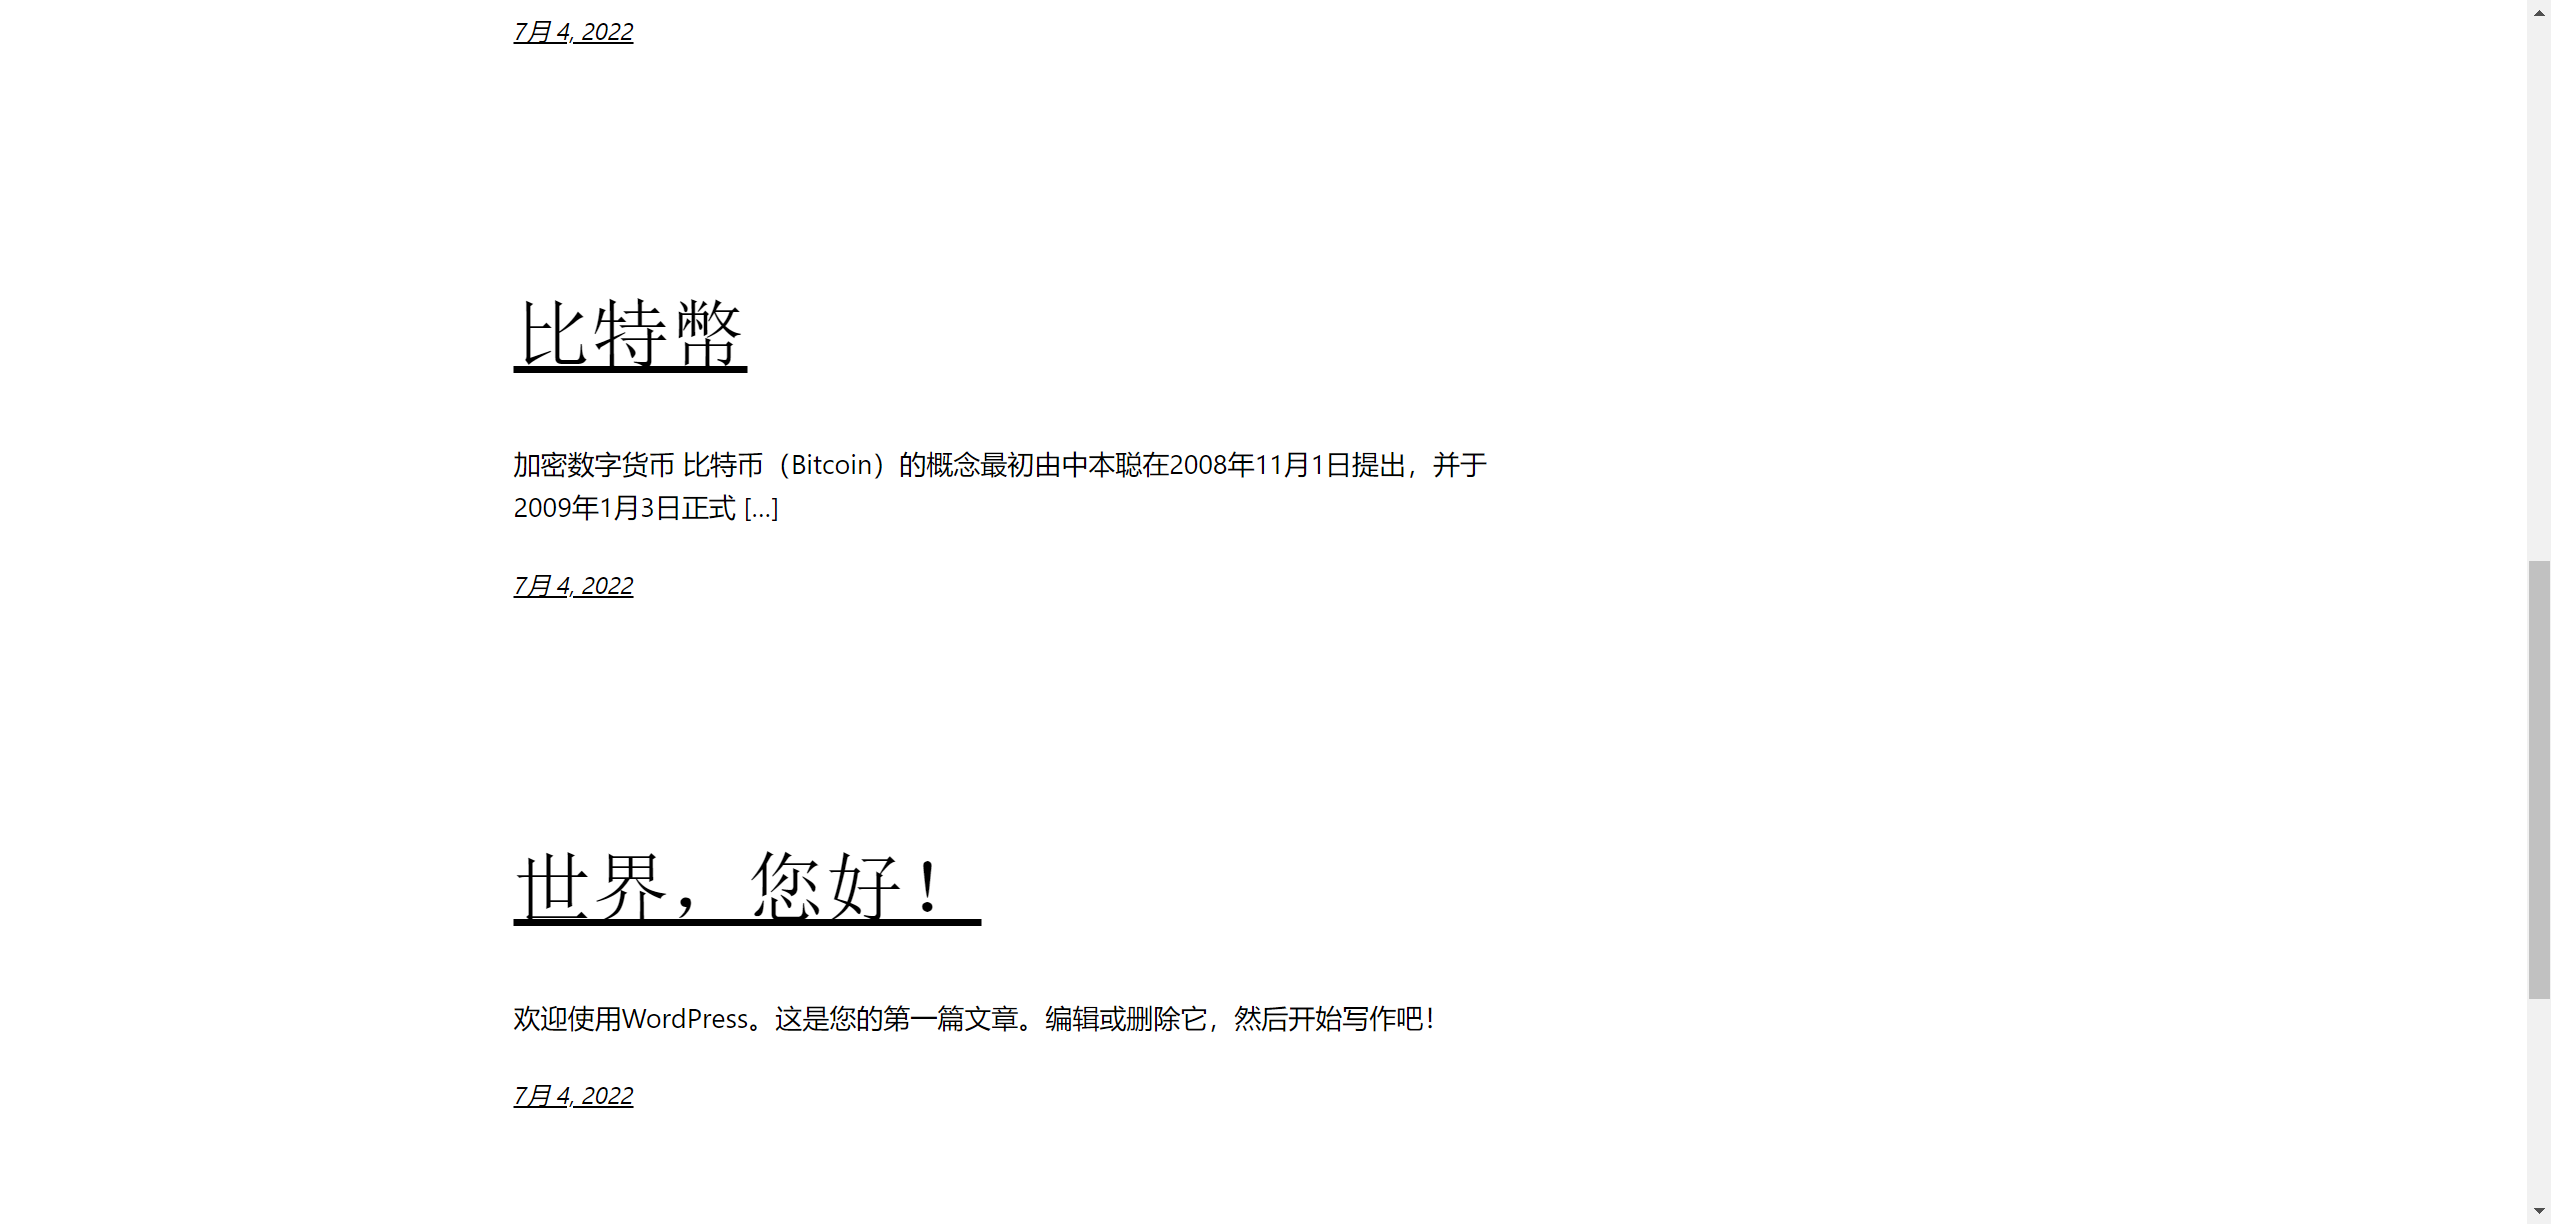 7月 4, 2022
比特幣
加密数字货币 比特币（Bitcoin）的概念最初由中本聪在2008年11月1日提出，并于
2009年1月3日正式 […]
7月 4, 2022
世界，您好！
欢迎使用WordPress。这是您的第一篇文章。编辑或删除它，然后开始写作吧！
7月 4, 2022